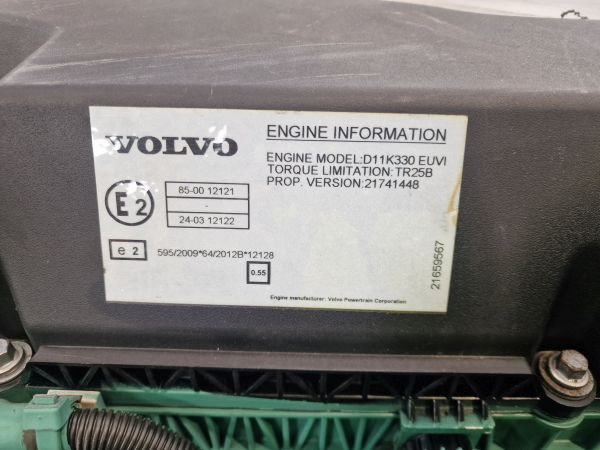 VOLVO
ENGINE INFORMATION
ENGINE MODEL:D11K330 EUVI
TORQUE LIMITATION:TR25B
PROP. VERSION:21741448
E2
85-00 12121
-
24-03 12122
e 2
595/2009*64/2012B*12128
0.55
21659567
Engine manufacturer: Volvo Powertrain Corporation